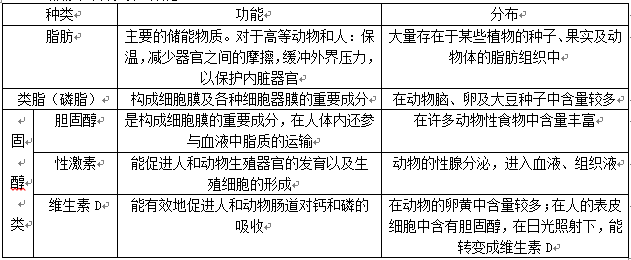 种类 功能 分布
脂肪 主要的储能物质。对于高等动物和人：保温，减少器官之间的摩擦，缓冲外界压力，以保护内脏器官 大量存在于某些植物的种子、果实及动物体的脂肪组织中
类脂（磷脂） 构成细胞膜及各种细胞器膜的重要成分 在动物脑、卵及大豆种子中含量较多
固醇类
胆固醇 是构成细胞膜的重要成分，在人体内还参与血液中脂质的运输 在许多动物性食物中含量丰富
性激素 能促进人和动物生殖器官的发育以及生殖细胞的形成 动物的性腺分泌，进入血液、组织液
维生素 D 能有效地促进人和动物肠道对钙和磷的吸收 在动物的卵黄中含量较多；在人的表皮细胞中含有胆固醇，在日光照射下，能转变成维生素 D